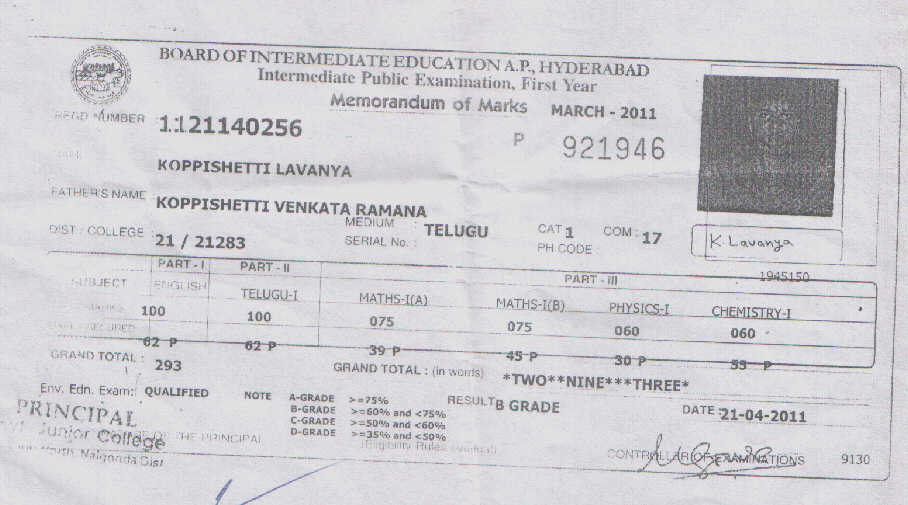 BOARD OF INTERMEDIATE EDUCATION A.P., HYDERABAD
Intermediate Public Examination, First Year
Memorandum of Marks MARCH - 2011
REGD NUMBER : 1121140256 P 921946
KOPPISHETTI LAVANYA
FATHER'S NAME KOPPISHETTI VENKATA RAMANA
MEDIUM : TELUGU CAT 1 COM : 17
DIST / COLLEGE : 21 / 21283 SERIAL No. : PH.CODE :
K. Lavanya
PART - I PART - II PART - III 1945150
SUBJECT ENGLISH TELUGU-I MATHS-I(A) MATHS-I(B) PHYSICS-I CHEMISTRY-I
100 100 075 075 060 060
62 P 62 P 39 P 45 P 30 P 55 P
GRAND TOTAL : 293 GRAND TOTAL : (in words) *TWO**NINE***THREE*
Env. Edn. Exam: QUALIFIED NOTE A-GRADE >=75% RESULT B GRADE DATE : 21-04-2011
B-GRADE >=60% and <75%
C-GRADE >=50% and <60%
D-GRADE >=35% and <50%
PRINCIPAL
Junior College OF THE PRINCIPAL
Nalgonda Dist
CONTROLLER OF EXAMINATIONS 9130